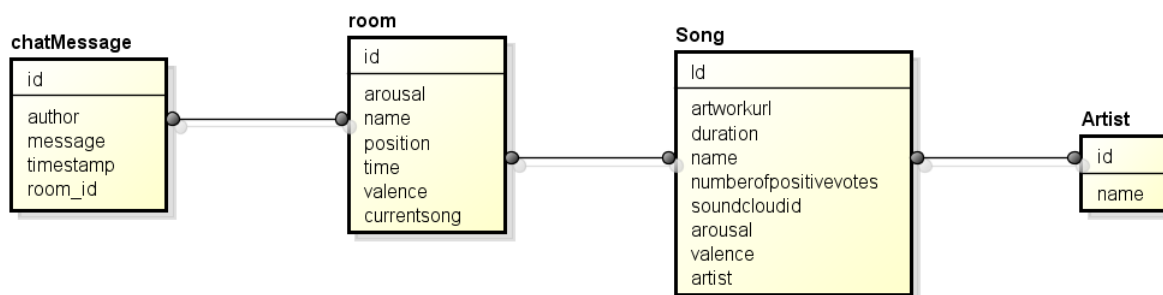 chatMessage
id
author
message
timestamp
room_id
room
id
arousal
name
position
time
valence
currentsong
Song
Id
artworkurl
duration
name
numberofpositivevotes
soundcloudid
arousal
valence
artist
Artist
id
name